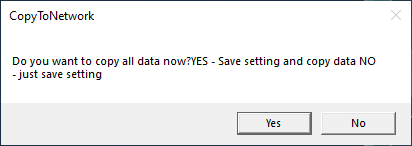 CopyToNetwork
Do you want to copy all data now?YES - Save setting and copy data NO
- just save setting
Yes
No